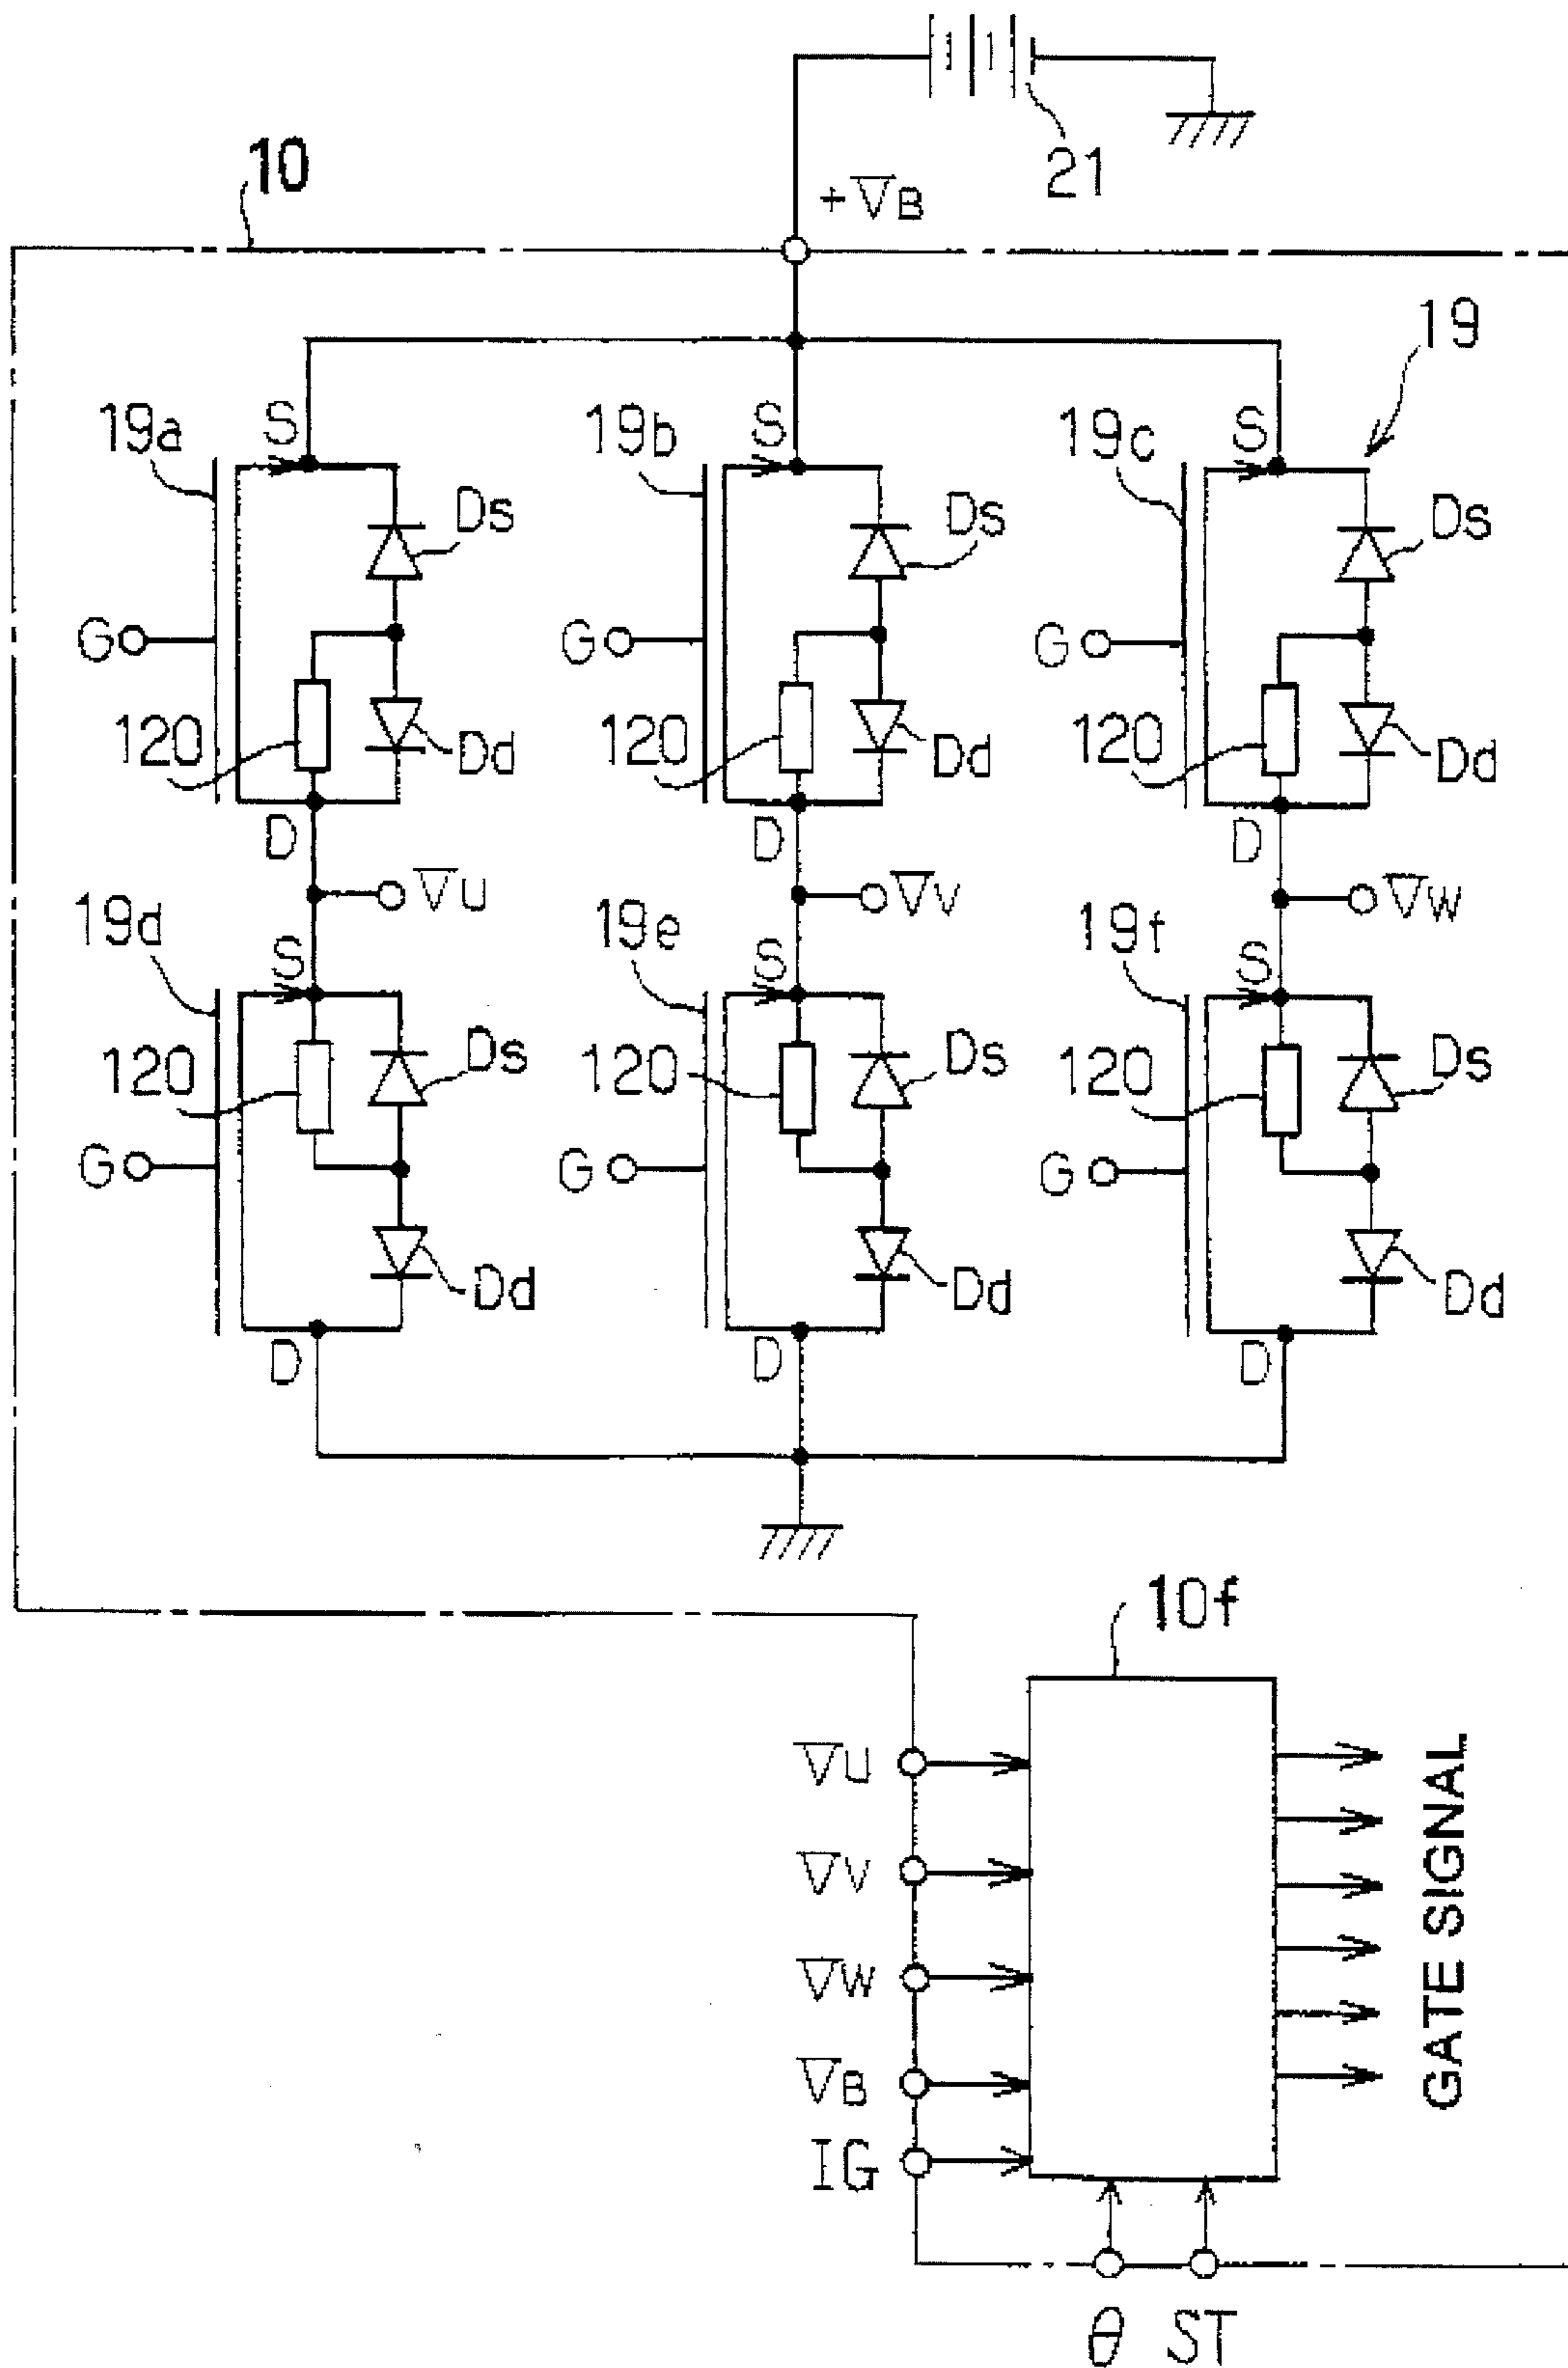 21
10
+VB
19
19a S
19b S
19c S
Ds
Ds
Ds
G
G
G
120
Dd
120
Dd
120
Dd
D
D
D
VU
VV
VW
19d
S
19e
S
19f
S
120
Ds
120
Ds
120
Ds
G
G
G
Dd
Dd
Dd
D
D
D
10f
VU
VV
VW
VB
IG
GATE SIGNAL
θ ST